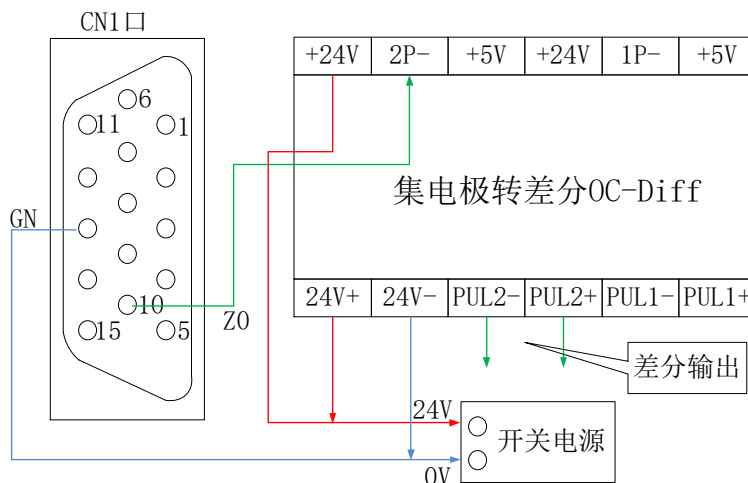 CN1口
+24V 2P- +5V +24V 1P- +5V
6
11 1
集电极转差分OC-Diff
GN
10
ZO
15 5
24V+ 24V- PUL2- PUL2+ PUL1- PUL1+
差分输出
24V
开关电源
0V